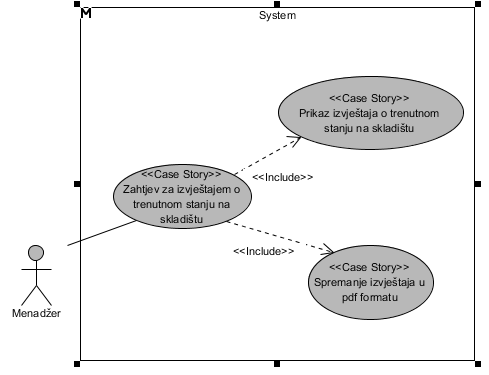 M
System
<<Case Story>>
Prikaz izvještaja o trenutnom
stanju na skladištu
<<Include>>
<<Case Story>>
Zahtjev za izvještajem o
trenutnom stanju na
skladištu
<<Include>>
<<Case Story>>
Spremanje izvještaja u
pdf formatu
Menadžer